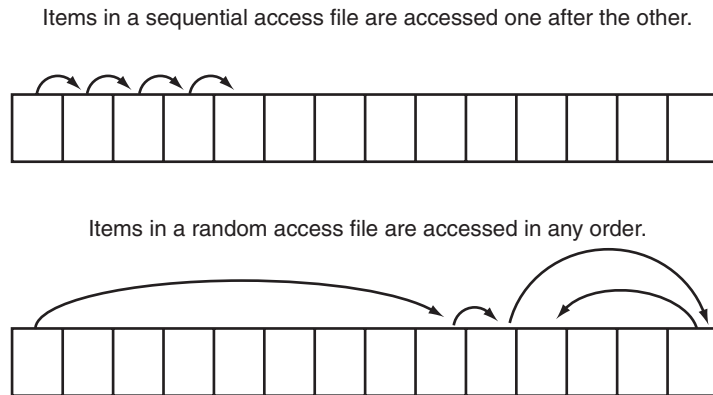 Items in a sequential access file are accessed one after the other.
Items in a random access file are accessed in any order.